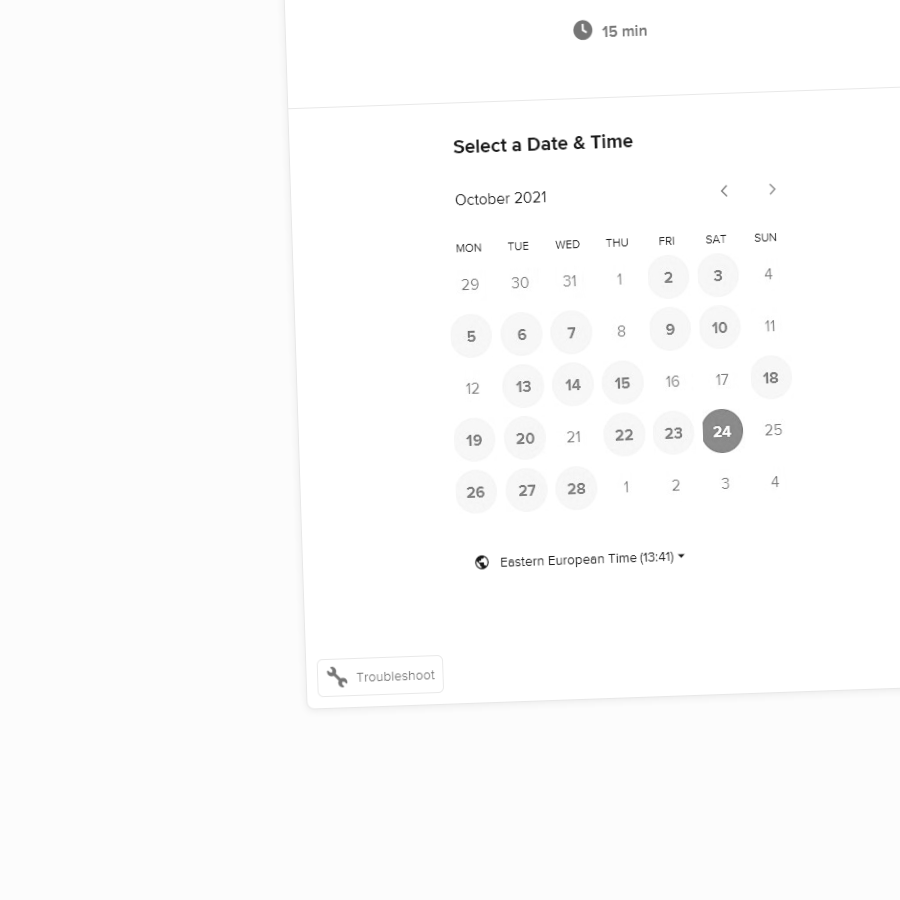 15 min
Select a Date & Time
October 2021
MON TUE WED THU FRI SAT SUN
29 30 31 1 2 3 4
5 6 7 8 9 10 11
12 13 14 15 16 17 18
19 20 21 22 23 24 25
26 27 28 1 2 3 4
Eastern European Time (13:41)
Troubleshoot